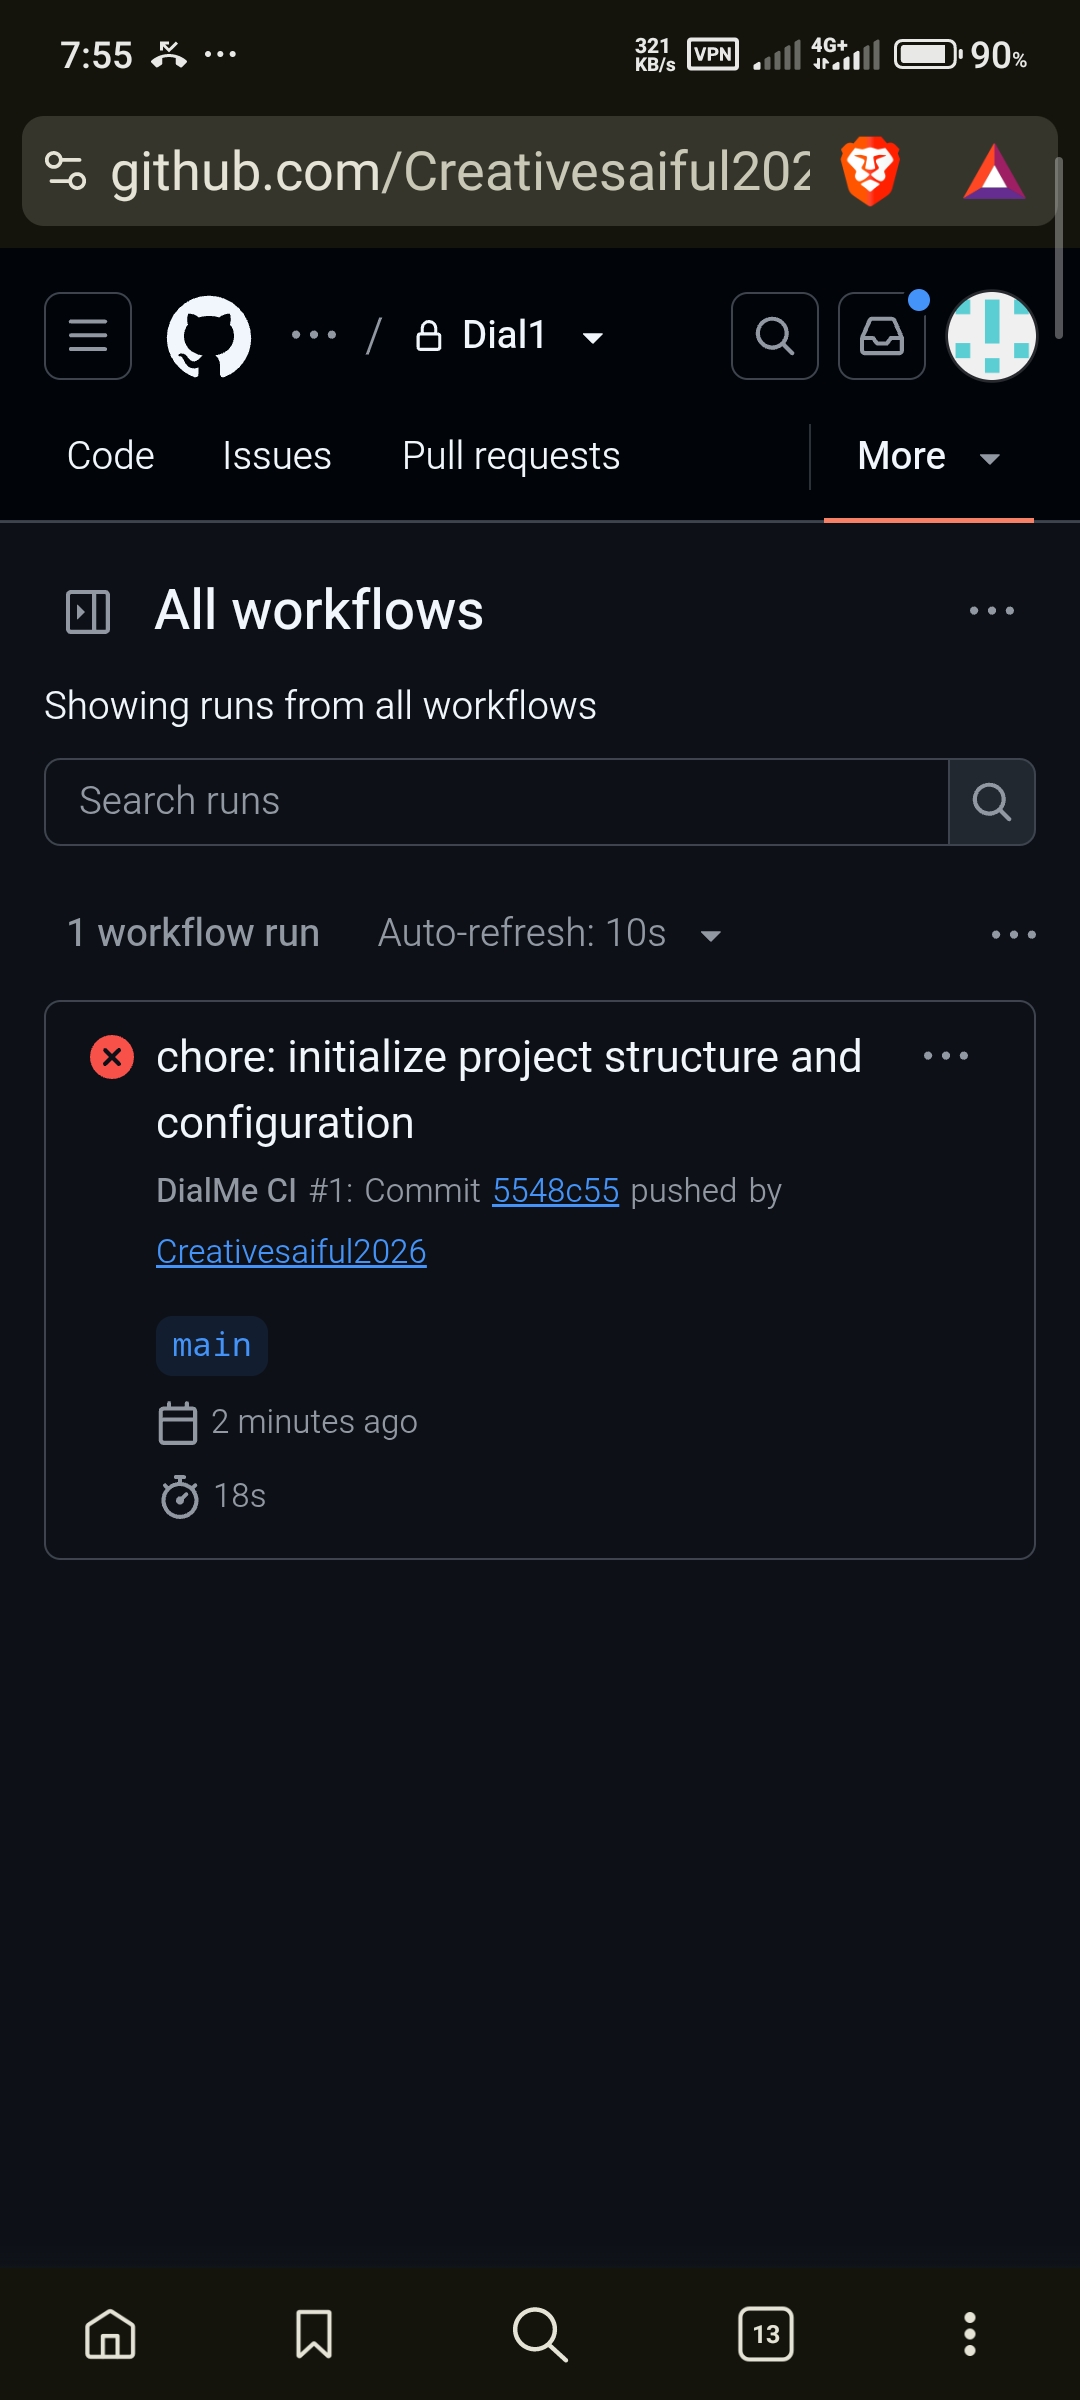 7:55
321 KB/s VPN 4G+ 90%
github.com/Creativesaiful202
/ Dial1
Code Issues Pull requests More
All workflows
Showing runs from all workflows
Search runs
1 workflow run Auto-refresh: 10s
chore: initialize project structure and
configuration
DialMe CI #1: Commit 5548c55 pushed by
Creativesaiful2026
main
2 minutes ago
18s
13